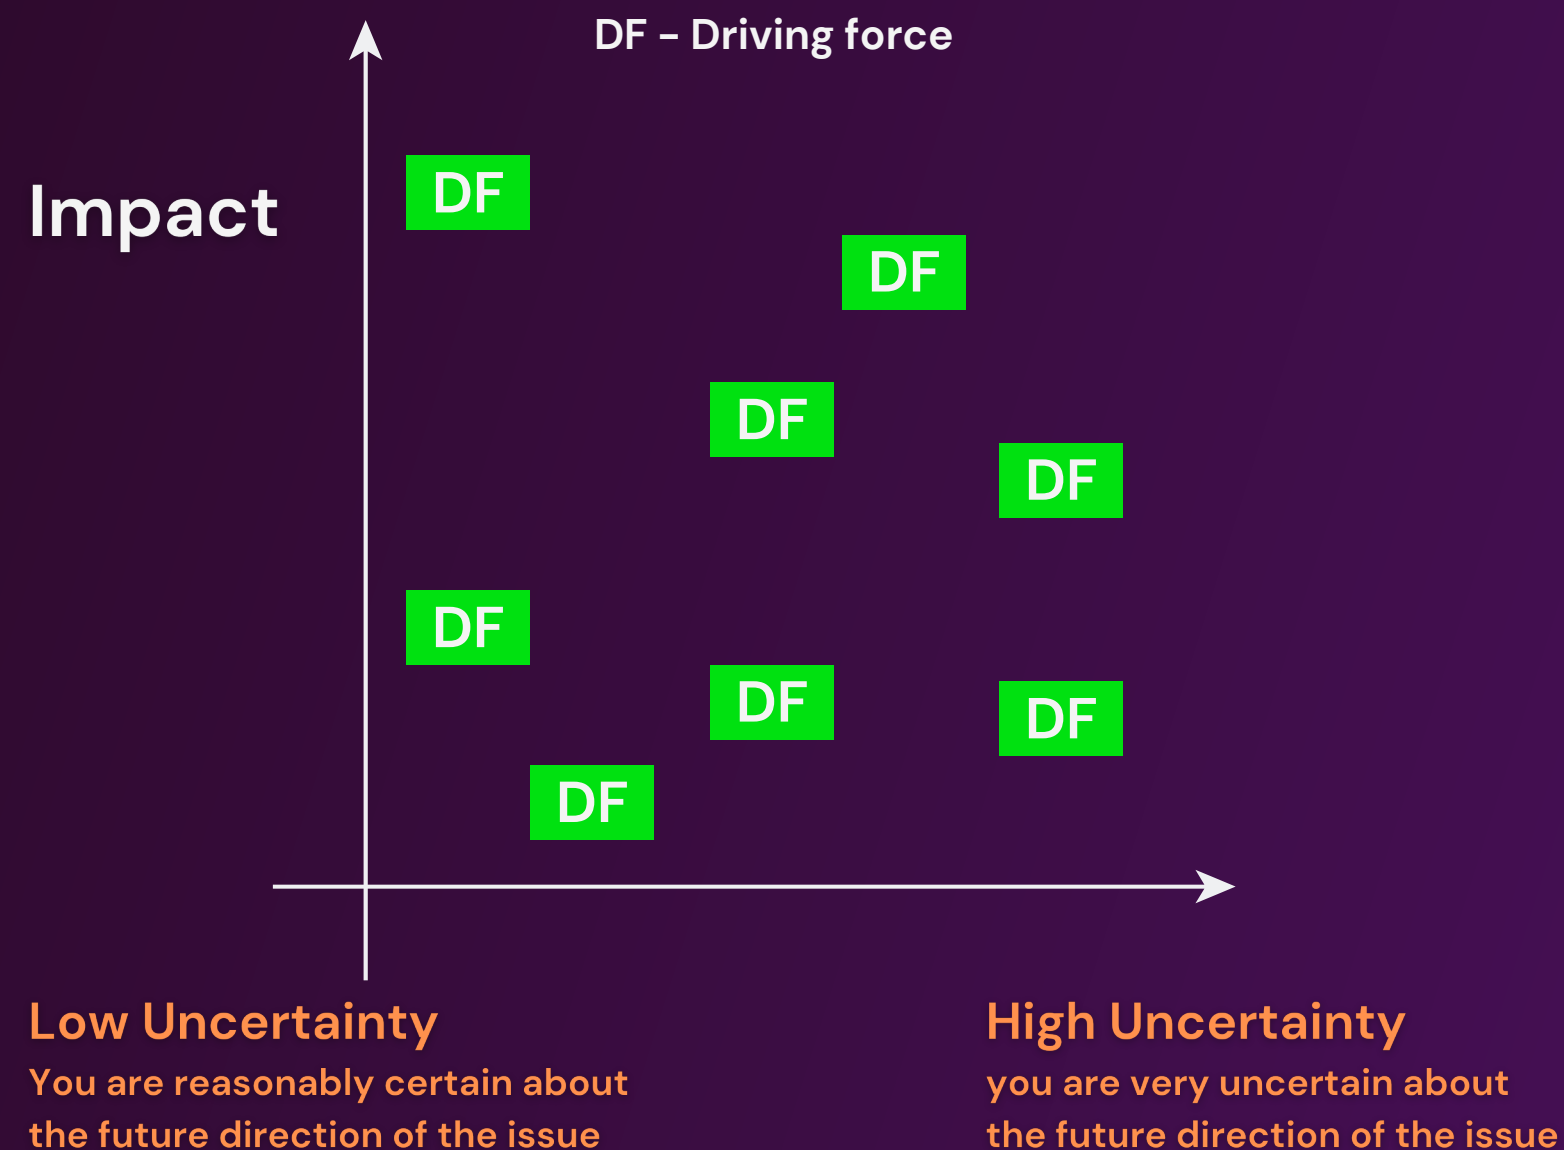 DF - Driving force
DF
Impact
DF
DF
DF
DF
DF
DF
DF
Low Uncertainty
You are reasonably certain about
the future direction of the issue
High Uncertainty
you are very uncertain about
the future direction of the issue